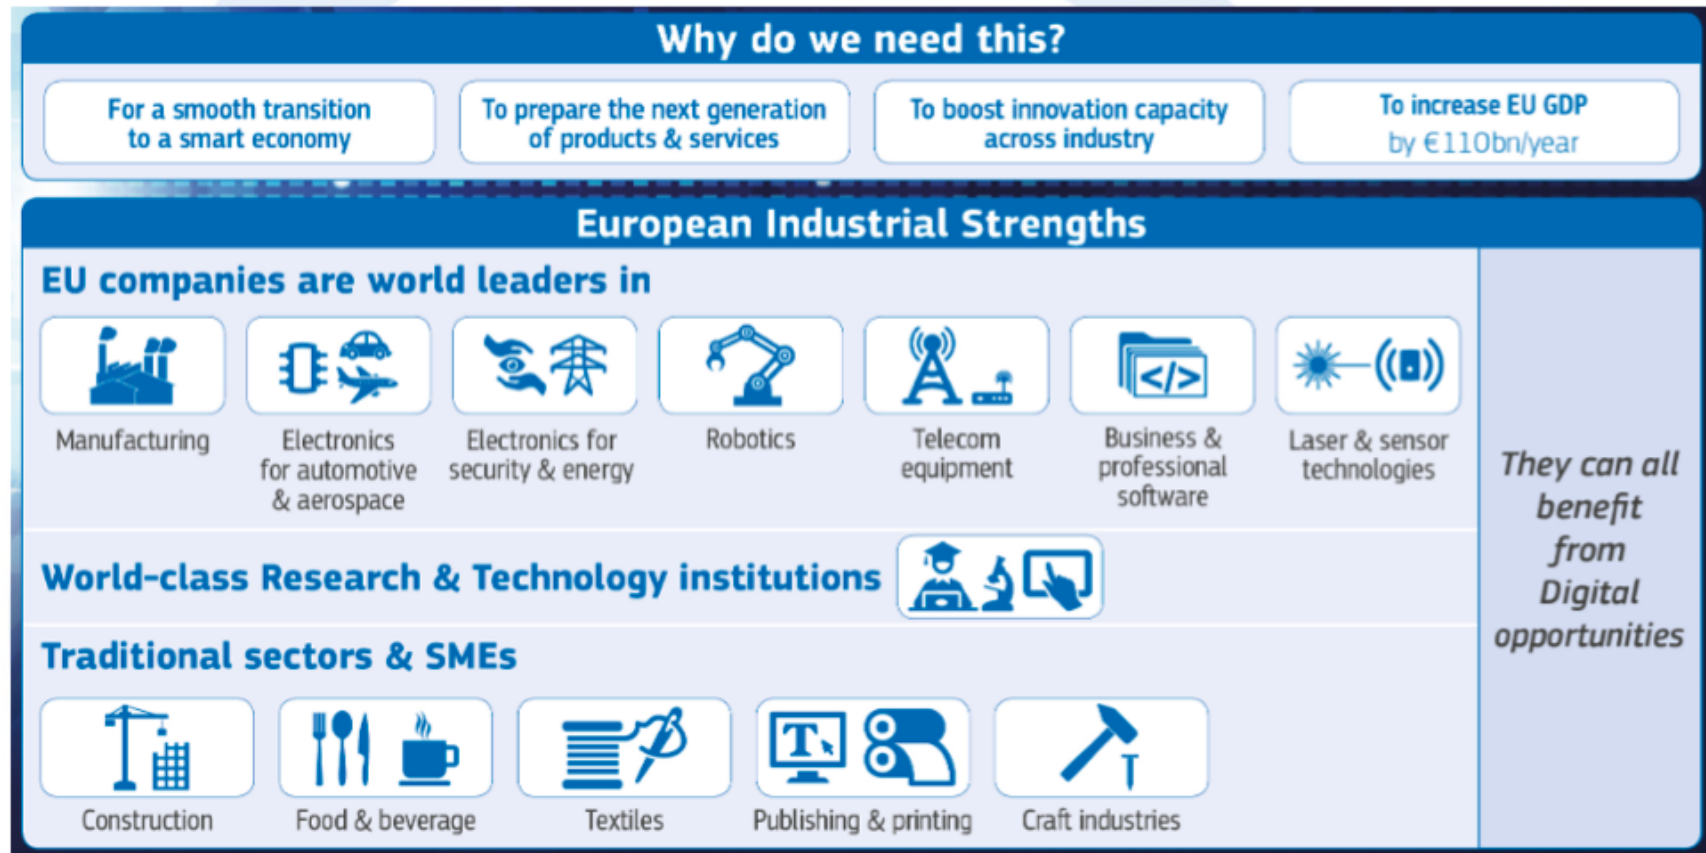 Why do we need this?
For a smooth transition
to a smart economy
To prepare the next generation
of products & services
To boost innovation capacity
across industry
To increase EU GDP
by €110bn/year
European Industrial Strengths
EU companies are world leaders in
</>
Manufacturing
Electronics
for automotive
& aerospace
Electronics for
security & energy
Robotics
Telecom
equipment
Business &
professional
software
Laser & sensor
technologies
World-class Research & Technology institutions
Traditional sectors & SMEs
T
Construction
Food & beverage
Textiles
Publishing & printing
Craft industries
They can all
benefit
from
Digital
opportunities